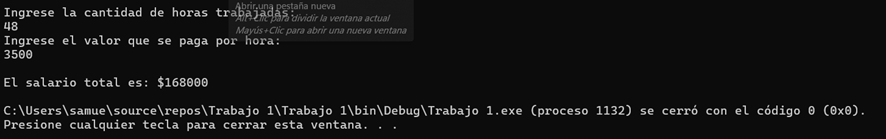 Ingrese la cantidad de horas trabajadas:
Abrir una pestaña nueva
48
Alt+Clic para dividir la ventana actual
Ingrese el valor que se paga por hora:
Mayús+Clic para abrir una nueva ventana
3500
El salario total es: $168000
C:\Users\samue\source\repos\Trabajo 1\Trabajo 1\bin\Debug\Trabajo 1.exe (proceso 1132) se cerró con el código 0 (0x0).
Presione cualquier tecla para cerrar esta ventana. . .